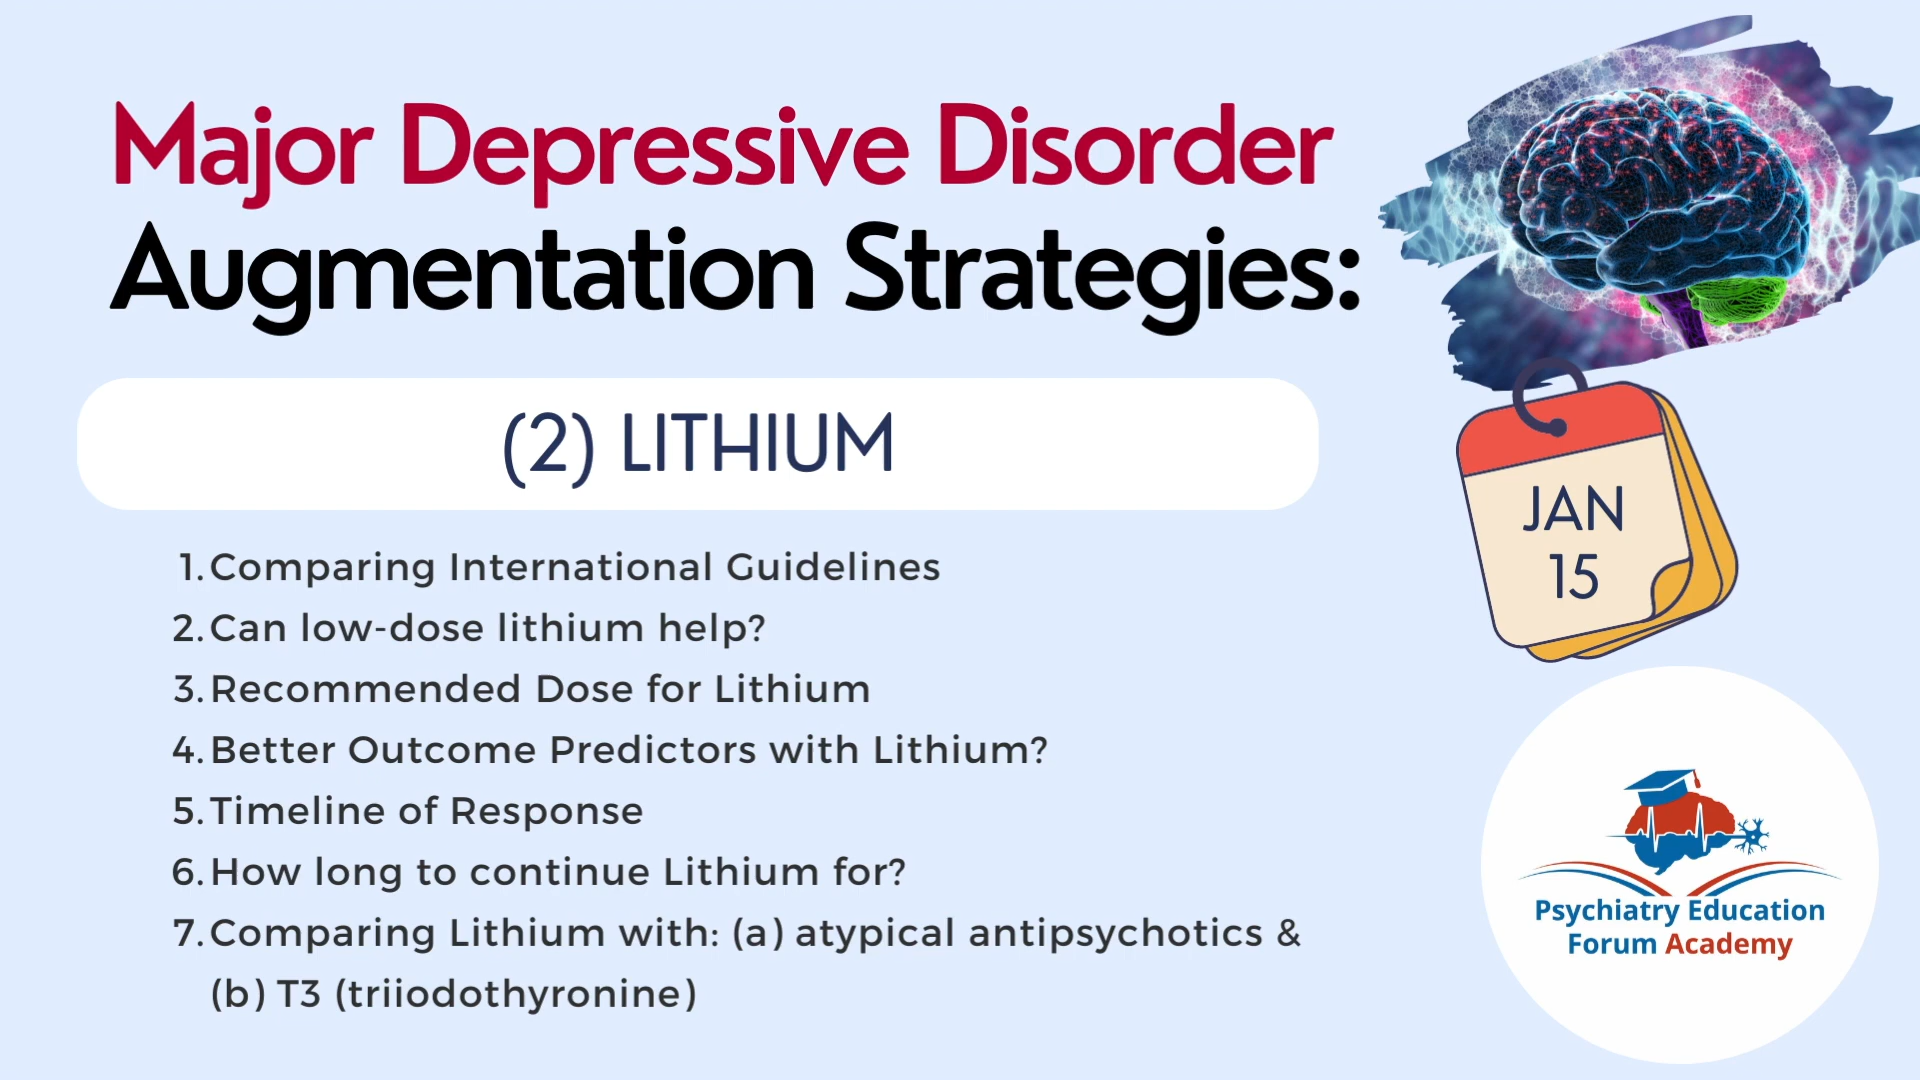 Major Depressive Disorder
Augmentation Strategies:
(2) LITHIUM
1. Comparing International Guidelines
2. Can low-dose lithium help?
3. Recommended Dose for Lithium
4. Better Outcome Predictors with Lithium?
5. Timeline of Response
6. How long to continue Lithium for?
7. Comparing Lithium with: (a) atypical antipsychotics &
(b) T3 (triiodothyronine)
JAN
15
Psychiatry Education
Forum Academy